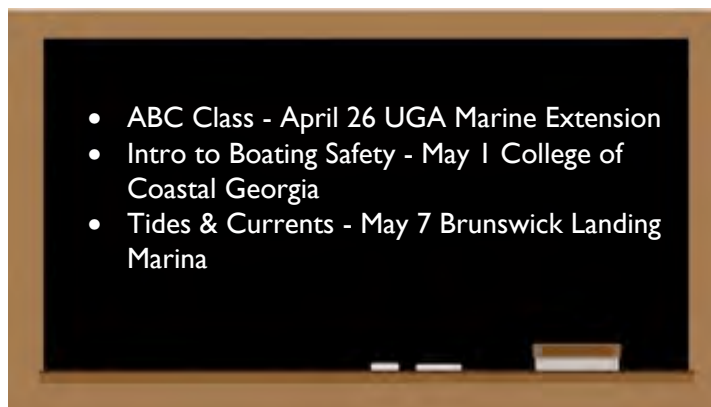 • ABC Class - April 26 UGA Marine Extension
• Intro to Boating Safety - May 1 College of
Coastal Georgia
• Tides & Currents - May 7 Brunswick Landing
Marina